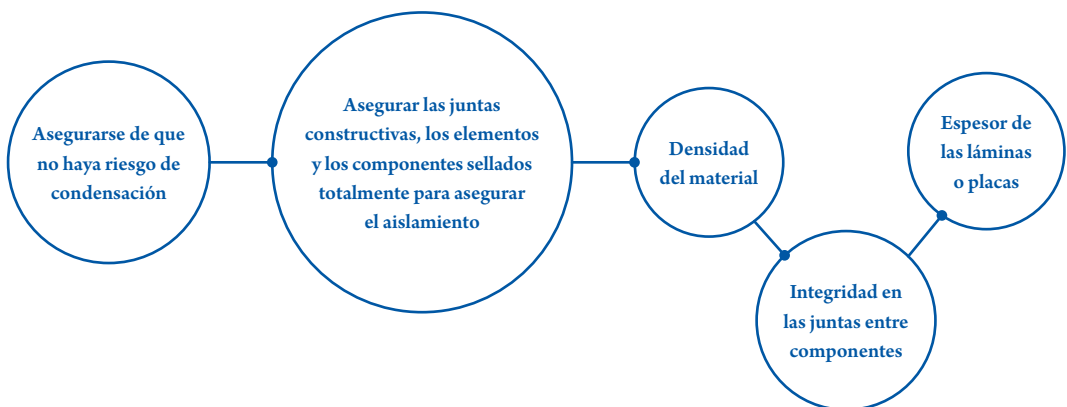 Asegurarse de que
no haya riesgo de
condensación
Asegurar las juntas
constructivas, los elementos
y los componentes sellados
totalmente para asegurar
el aislamiento
Densidad
del material
Integridad en
las juntas entre
componentes
Espesor de
las láminas
o placas